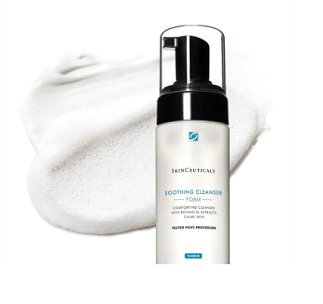 SKINCEUTICALS
SOOTHING CLEANSER
FOAM
COMFORTING CLEANSER
WITH BOTANICAL EXTRACTS
CALMS SKIN
TESTED POST-PROCEDURE